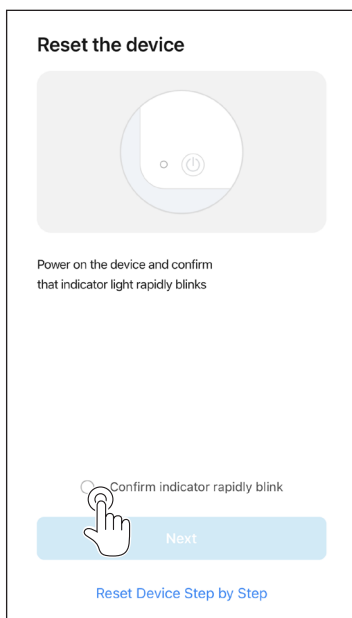 Reset the device
Power on the device and confirm
that indicator light rapidly blinks
Confirm indicator rapidly blink
Next
Reset Device Step by Step